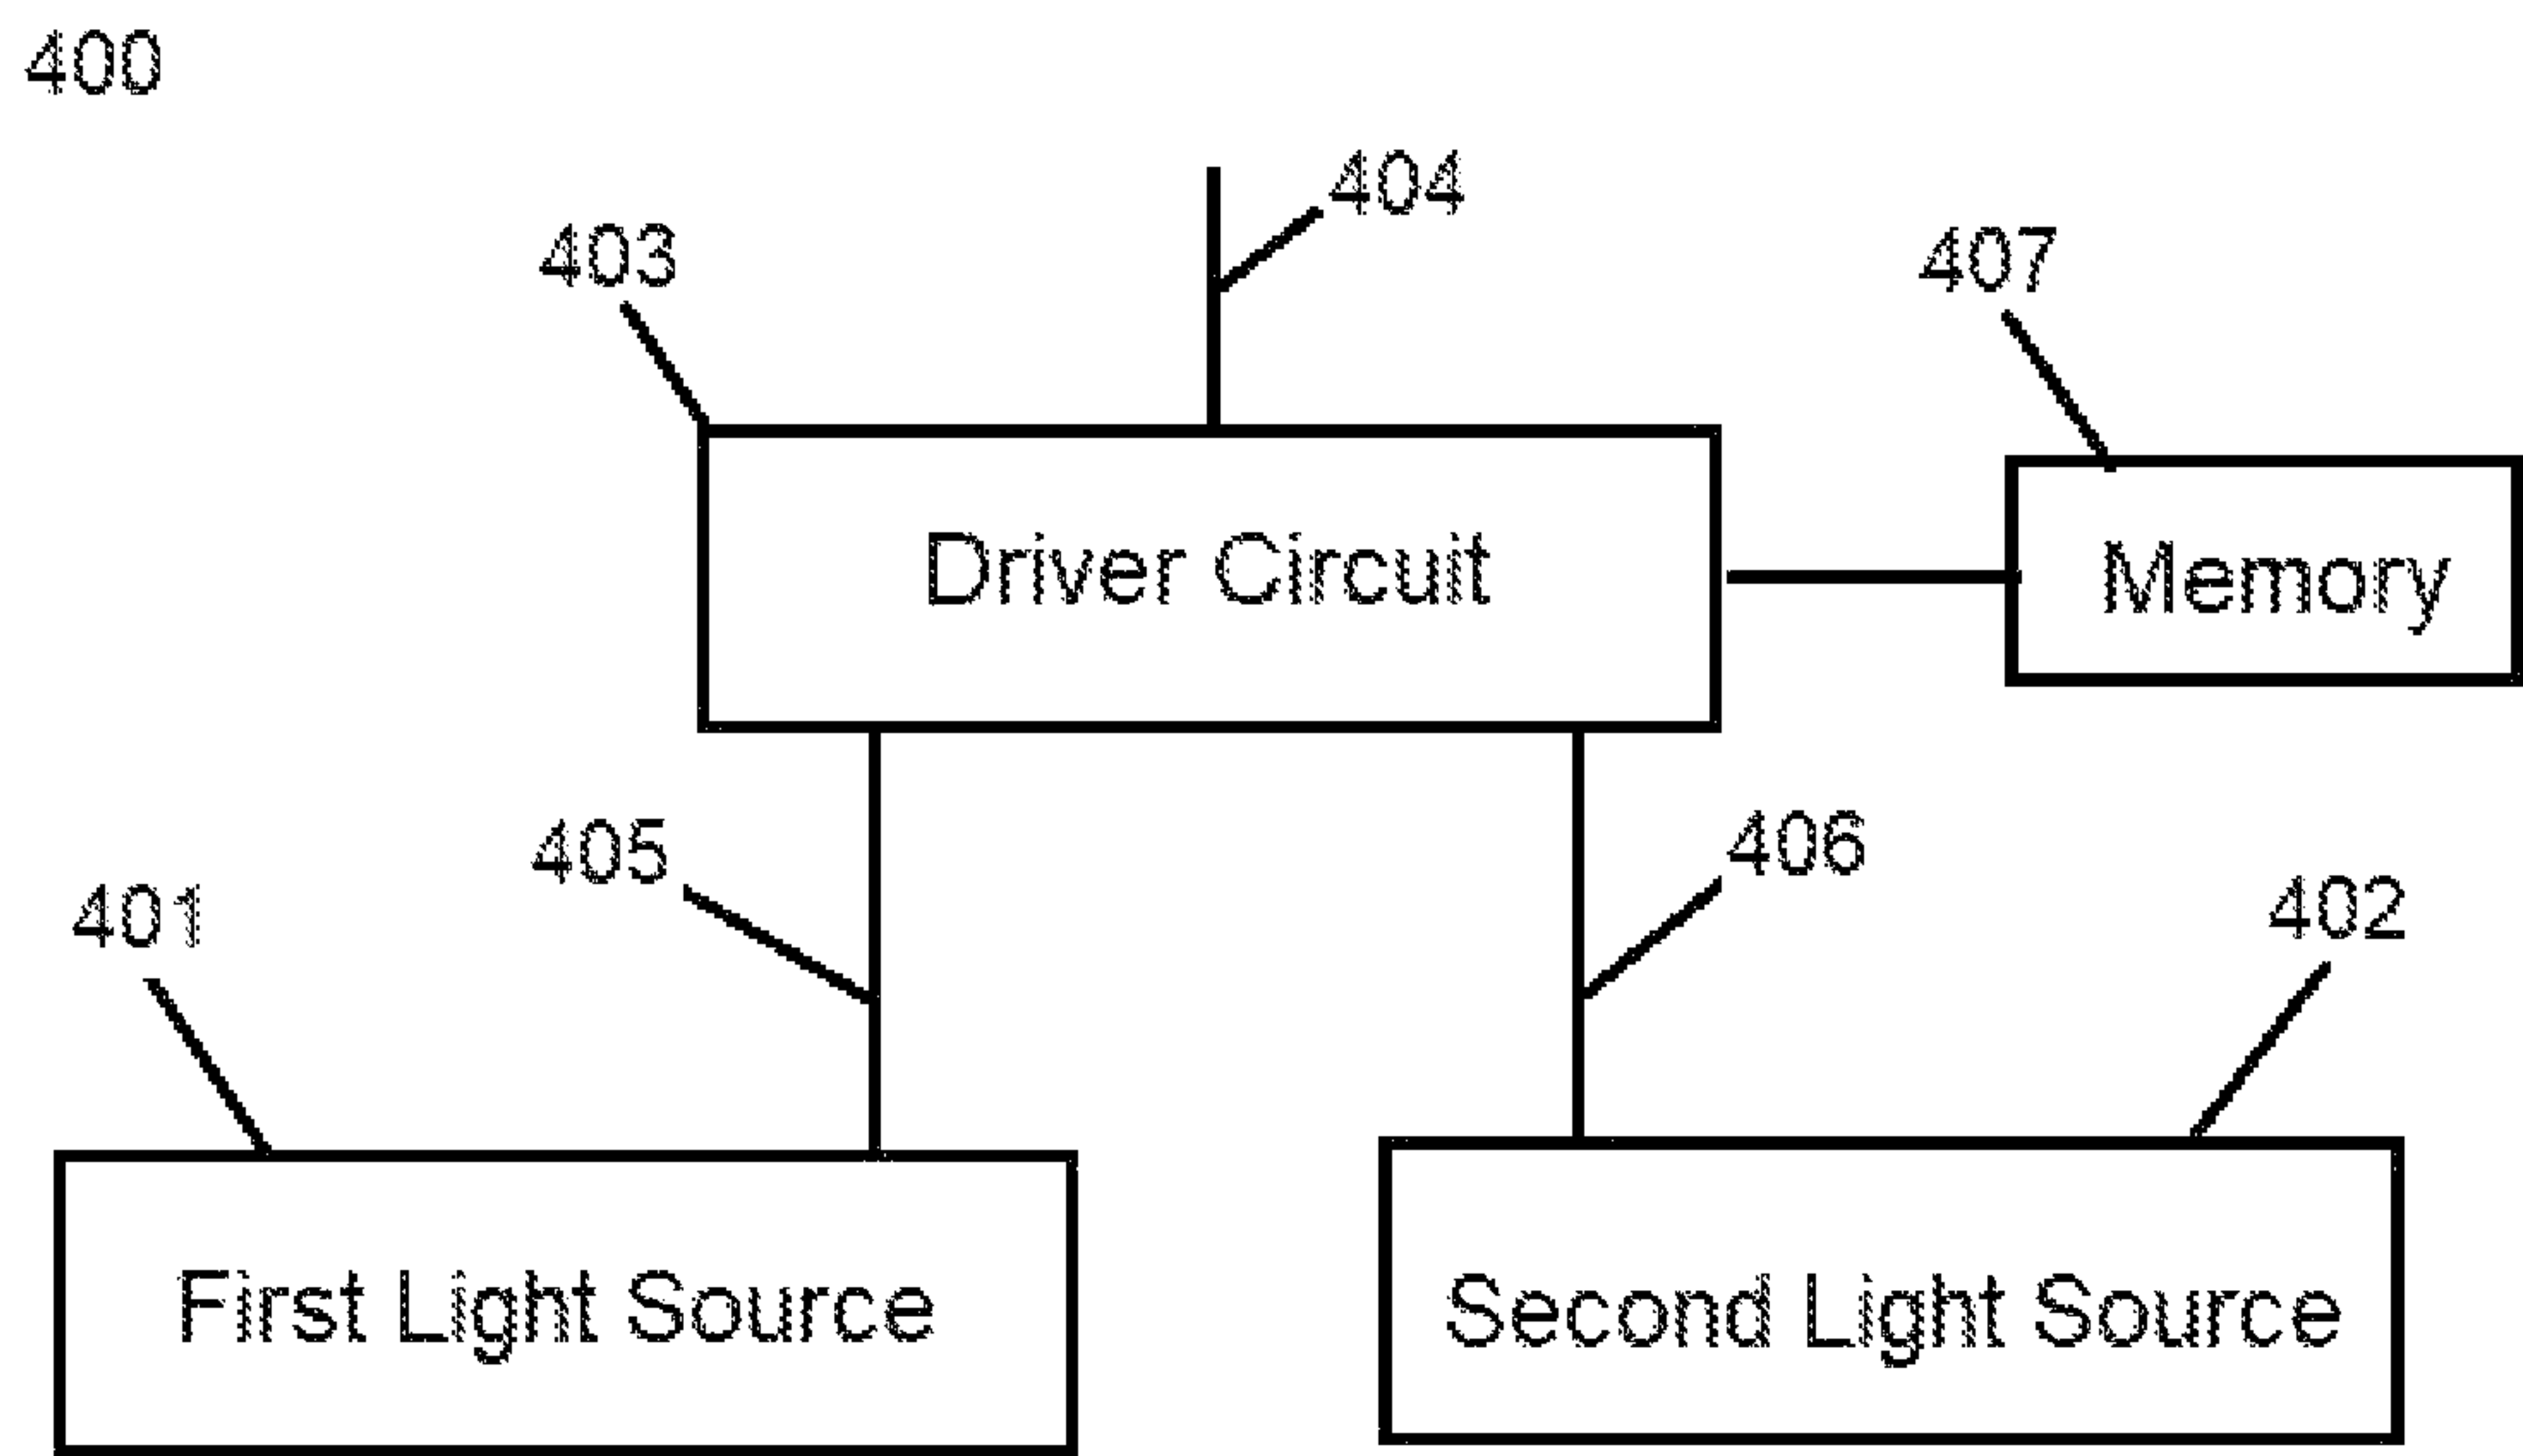 400
404
403
407
Driver Circuit
Memory
405
406
401
402
First Light Source
Second Light Source